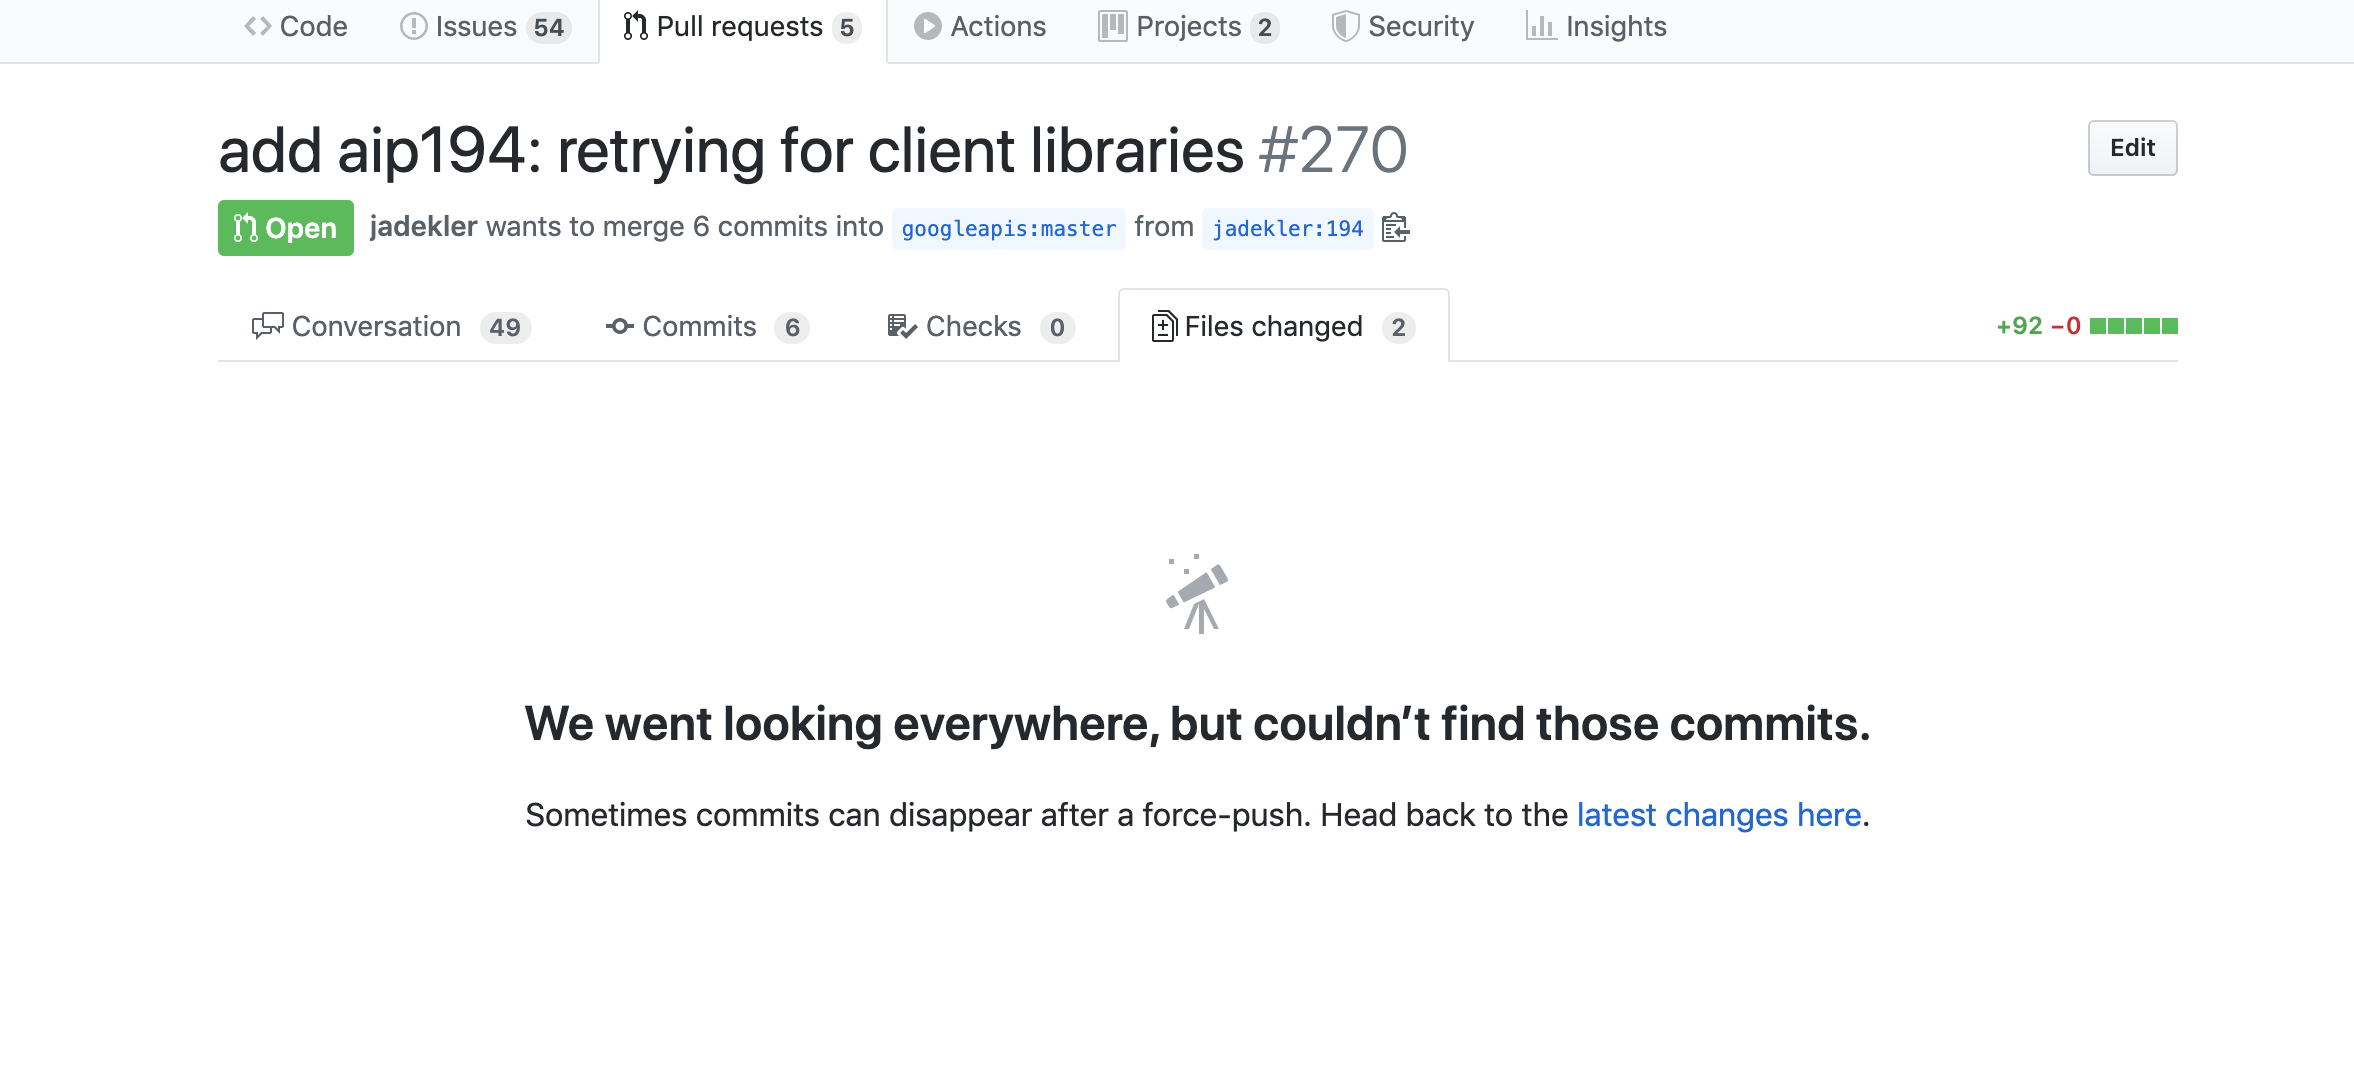 Code Issues 54 Pull requests 5 Actions Projects 2 Security Insights
add aip194: retrying for client libraries #270
Edit
Open jadekler wants to merge 6 commits into googleapis:master from jadekler:194
Conversation 49 Commits 6 Checks 0 Files changed 2 +92 −0
We went looking everywhere, but couldn’t find those commits.
Sometimes commits can disappear after a force-push. Head back to the latest changes here.